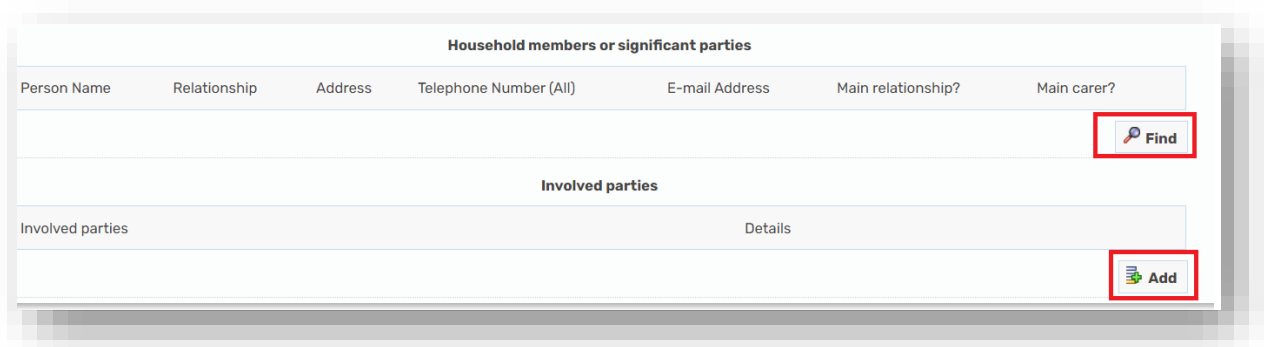 Household members or significant parties
Person Name Relationship Address Telephone Number (All) E-mail Address Main relationship? Main carer?
Find
Involved parties
Involved parties Details
Add